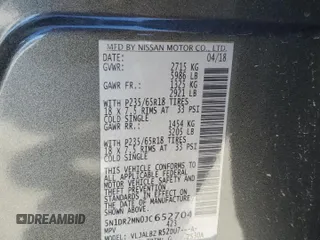 MFD BY NISSAN MOTOR CO., LTD.
DATE: 04/18
GVWR: 2715 KG
5986 LB
GAWR FR: 1325 KG
2921 LB
WITH P235/65R18 TIRES
18 X 7.5 RIMS AT 33 PSI
COLD SINGLE
GAWR RR: 1454 KG
3205 LB
WITH P235/65R18 TIRES
18 X 7.5 RIMS AT 33 PSI
COLD SINGLE
THIS VEHICLE CONFORMS TO
ALL APPLICABLE U.S. FEDERAL
MOTOR VEHICLE SAFETY AND
THEFT PREVENTION STANDARDS
IN EFFECT ON THE DATE OF
MANUFACTURE SHOWN ABOVE.
5N1DR2MN0JC652704
MPV
MODEL: